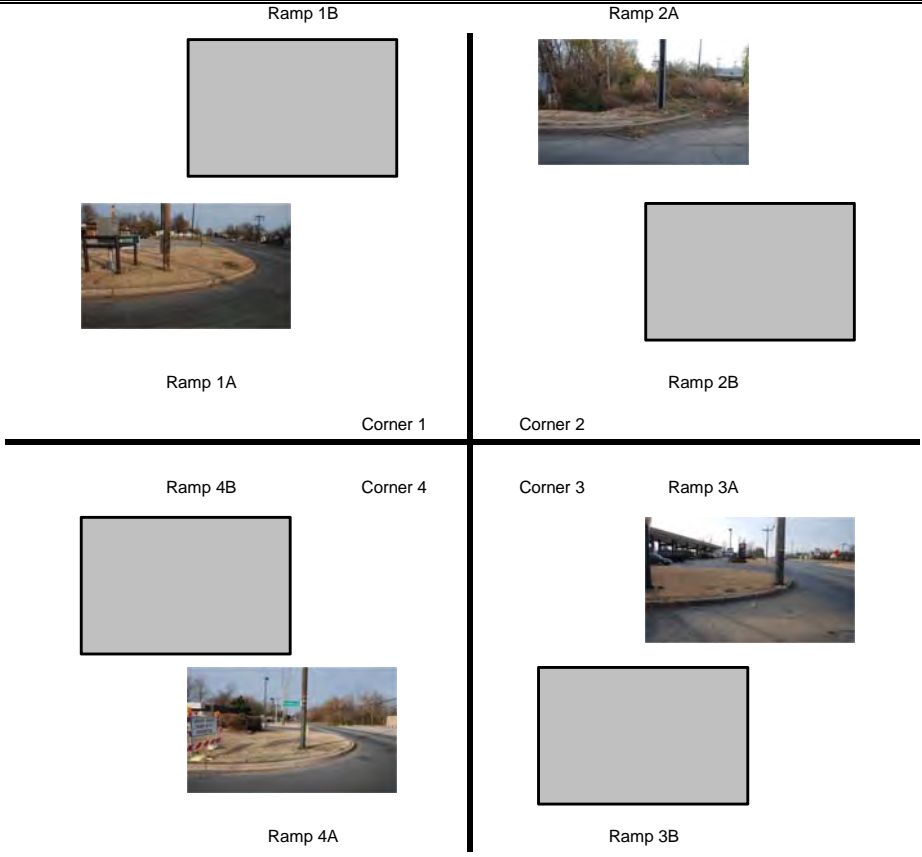 Ramp 1B
Ramp 2A
Ramp 1A
Ramp 2B
Corner 1
Corner 2
Ramp 4B
Corner 4
Corner 3
Ramp 3A
Ramp 4A
Ramp 3B